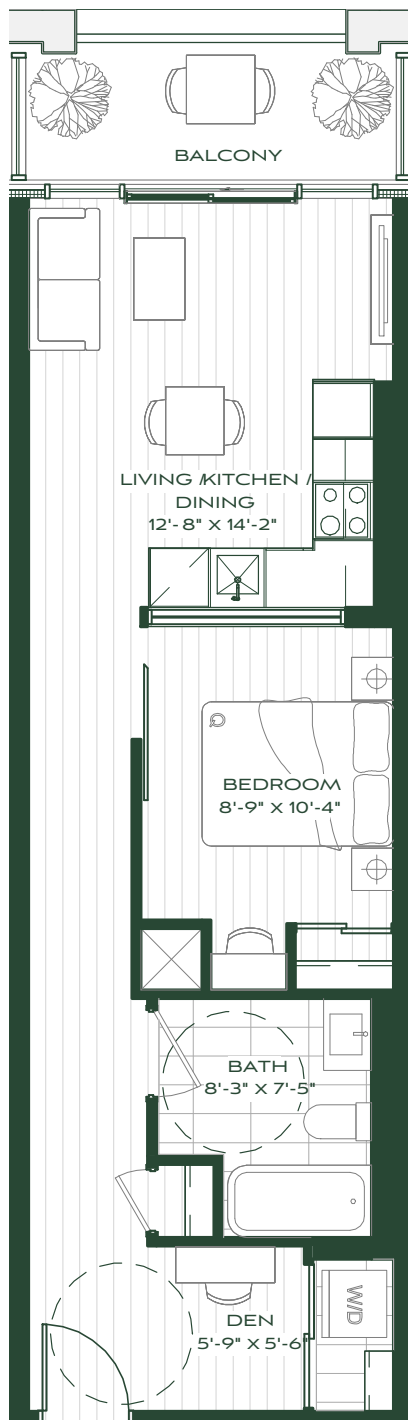 BALCONY
LIVING /KITCHEN /
DINING
12'-8" X 14'-2"
BEDROOM
8'-9" X 10'-4"
BATH
8'-3" X 7'-5"
DEN
5'-9" X 5'-6"
W/D